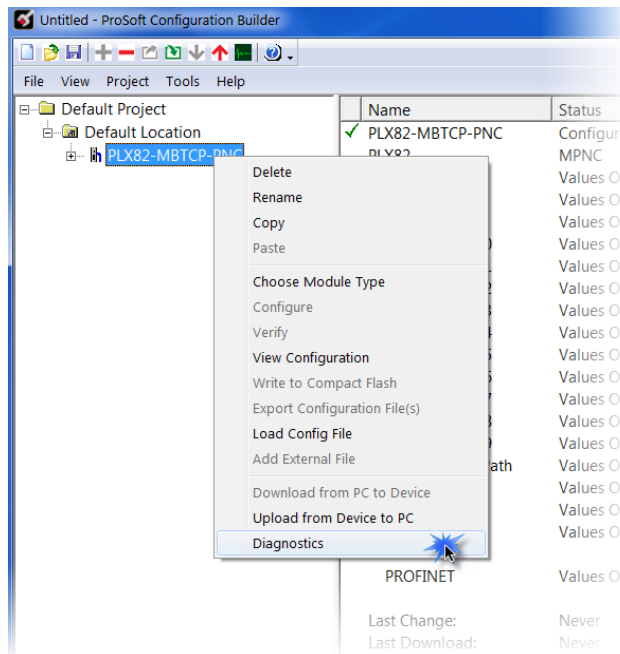 Untitled - ProSoft Configuration Builder
File View Project Tools Help
Default Project
Default Location
PLX82-MBTCP-PNC
Name Status
PLX82-MBTCP-PNC Configur
PLX82 MPNC
Values O
Values O
Values O
) Values O
Values O
Values O
Values O
Values O
Values O
Values O
Values O
Values O
Values O
ath Values O
Values O
Values O
Values O
PROFINET Values O
Last Change: Never
Last Download: Never
Delete
Rename
Copy
Paste
Choose Module Type
Configure
Verify
View Configuration
Write to Compact Flash
Export Configuration File(s)
Load Config File
Add External File
Download from PC to Device
Upload from Device to PC
Diagnostics